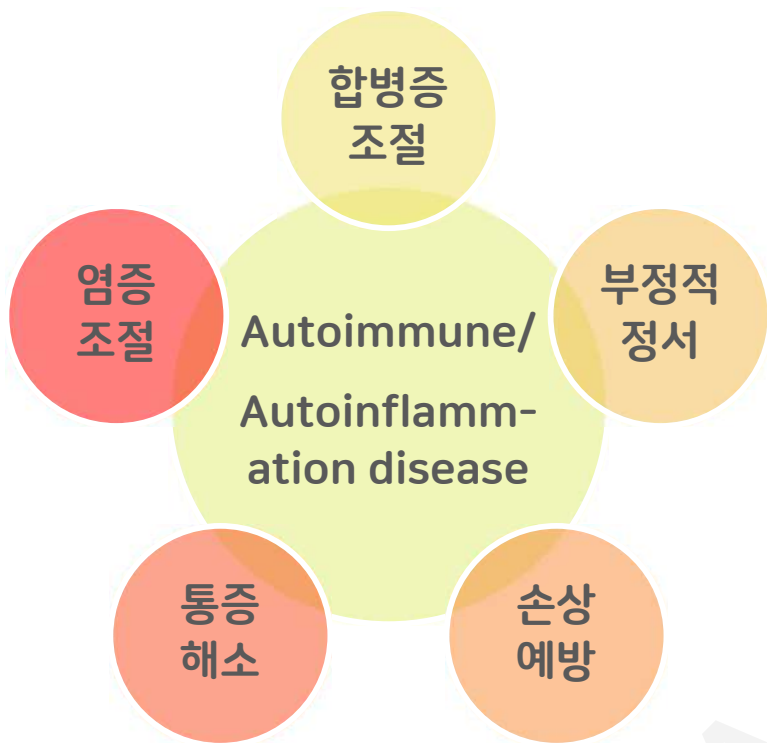 합병증
조절
염증
조절
부정적
정서
Autoimmune/
Autoinflamm-
ation disease
통증
해소
손상
예방